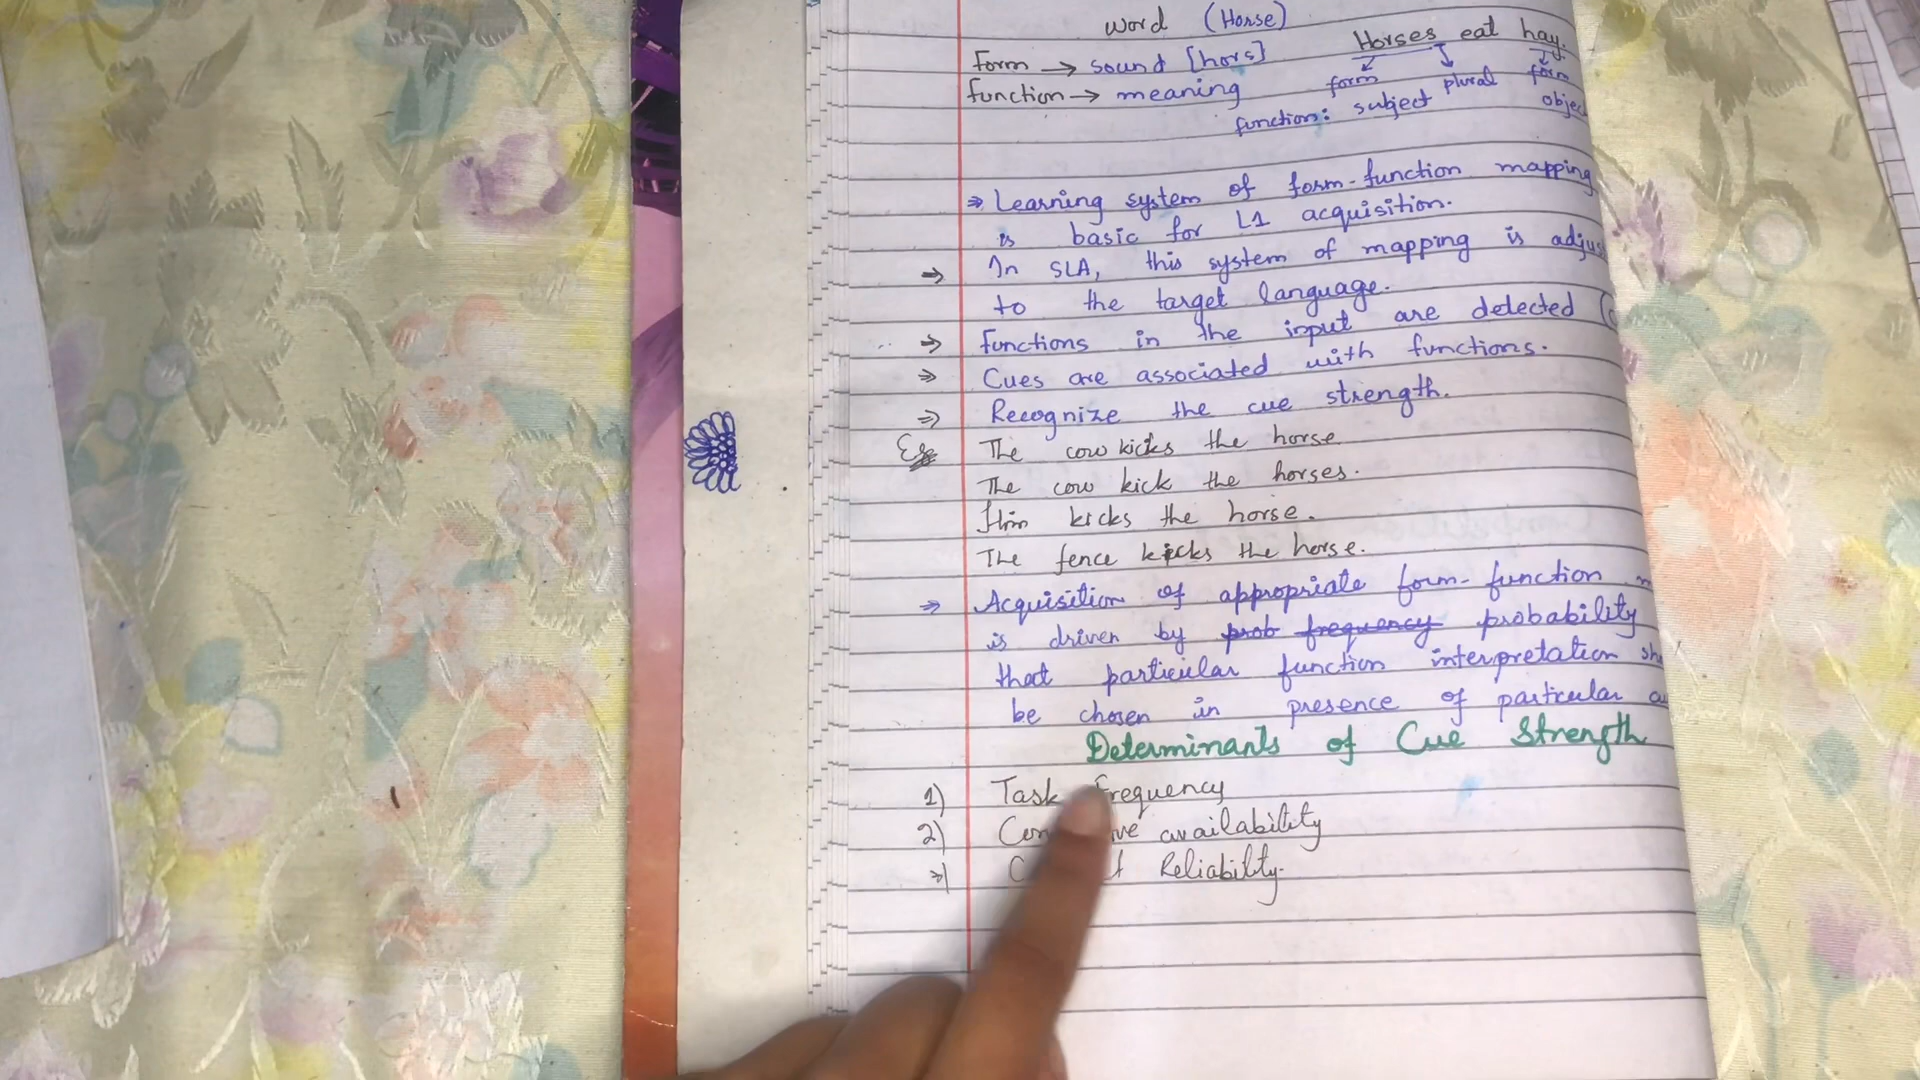 Word (Horse)
Form → sound [hors]
function → meaning
Horses eat hay.
form plural form
function: subject
⇒ Learning system of form-function mapping
is basic for L1 acquisition.
⇒ In SLA, this system of mapping is
to the target language.
⇒ Functions in the input are detected
⇒ Cues are associated with functions.
⇒ Recognize the cue strength.
The cow kicks the horse
The cow kick the horses.
Him kicks the horse.
The fence kicks the horse.
⇒ Acquisition of appropriate form-function
is driven by prob frequency probability
that particular function interpretation
be chosen in presence of particular
Determinants of Cue Strength
1) Task Frequency
2) availability
Reliability.